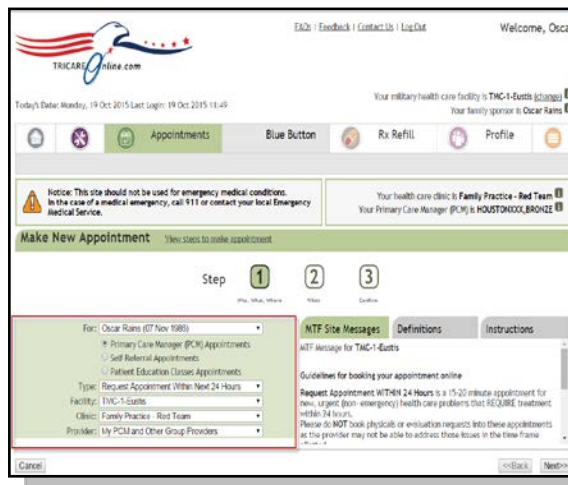 FAQs | Feedback | Contact Us | Log Out
Welcome, Osca
TRICARE Online.com
Your military health care facility is TMC-1-Eustis (change)
Your family sponsor is Oscar Rains
Today's Date: Monday, 19 Oct 2015 Last Login: 19 Oct 2015 11:49
Appointments Blue Button Rx Refill Profile
Notice: This site should not be used for emergency medical conditions.
In the case of a medical emergency, call 911 or contact your local Emergency
Medical Service.
Your health care clinic is Family Practice - Red Team
Your Primary Care Manager (PCM) is HOUSTONXXX,BRONZE
Make New Appointment View steps to make appointment
Step 1 2 3
Who, What, Where When Confirm
For: Oscar Rains (07 Nov 1986)
Primary Care Manager (PCM) Appointments
Self Referral Appointments
Patient Education Classes Appointments
Type: Request Appointment Within Next 24 Hours
Facility: TMC-1-Eustis
Clinic: Family Practice - Red Team
Provider: My PCM and Other Group Providers
MTF Site Messages Definitions Instructions
MTF Message for TMC-1-Eustis
Guidelines for booking your appointment online
Request Appointment WITHIN 24 Hours is a 15-20 minute appointment for
new, urgent (non-emergency) health care problems that REQUIRE treatment
within 24 hours.
Please do NOT book physicals or evaluation requests into these appointments
as the provider may not be able to address those issues in the time frame
Cancel <<Back Next>>